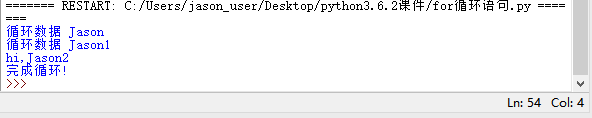 ======= RESTART: C:/Users/jason_user/Desktop/python3.6.2课件/for循环语句.py ====
===
循环数据 Jason
循环数据 Jason1
hi,Jason2
完成循环!
>>>
Ln: 54 Col: 4